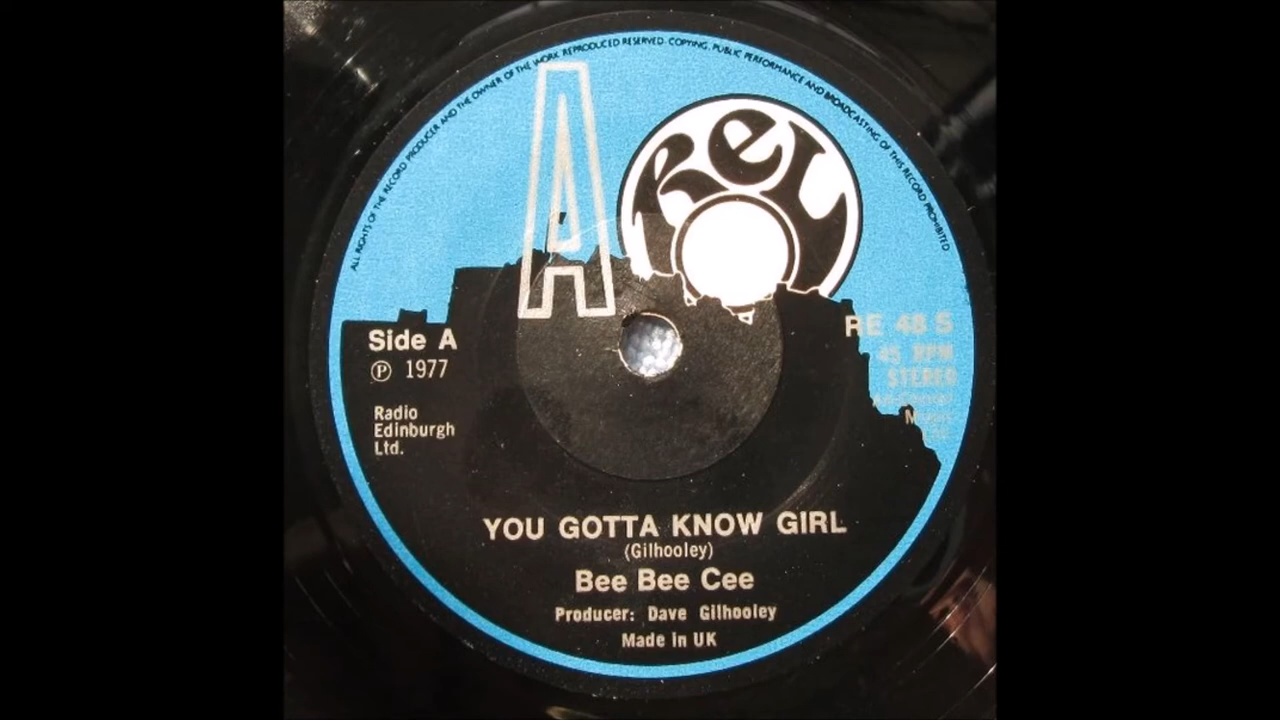 ALL RIGHTS OF THE RECORD PRODUCER AND THE OWNER OF THE WORK REPRODUCED RESERVED. COPYING, PUBLIC PERFORMANCE AND BROADCASTING OF THIS RECORD PROHIBITED
A
ReL
Side A
Ⓟ 1977
Radio
Edinburgh
Ltd.
RE 48 S
45 RPM
STEREO
YOU GOTTA KNOW GIRL
(Gilhooley)
Bee Bee Cee
Producer: Dave Gilhooley
Made in UK